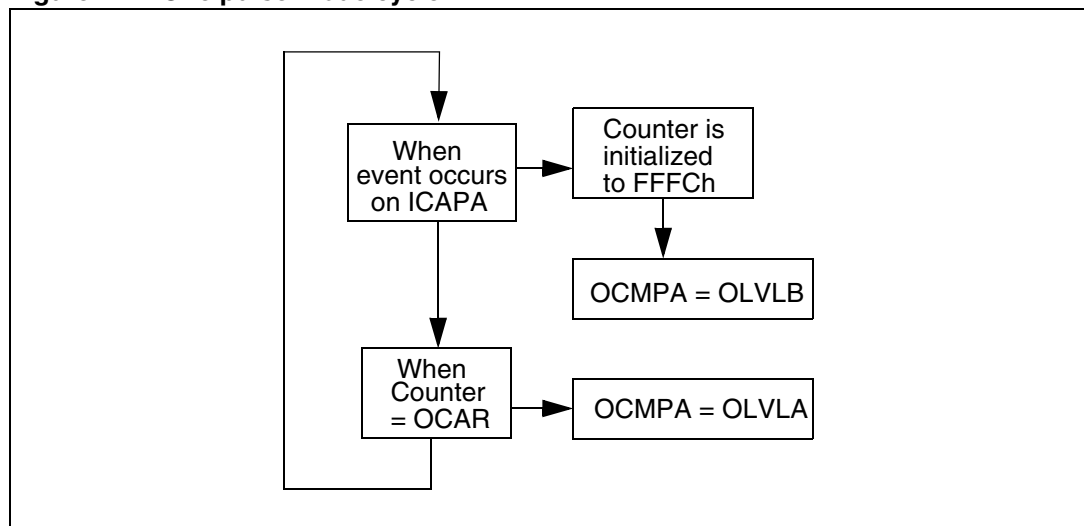 When
event occurs
on ICAPA
Counter is
initialized
to FFFCh
OCMPA = OLVLB
When
Counter
= OCAR
OCMPA = OLVLA